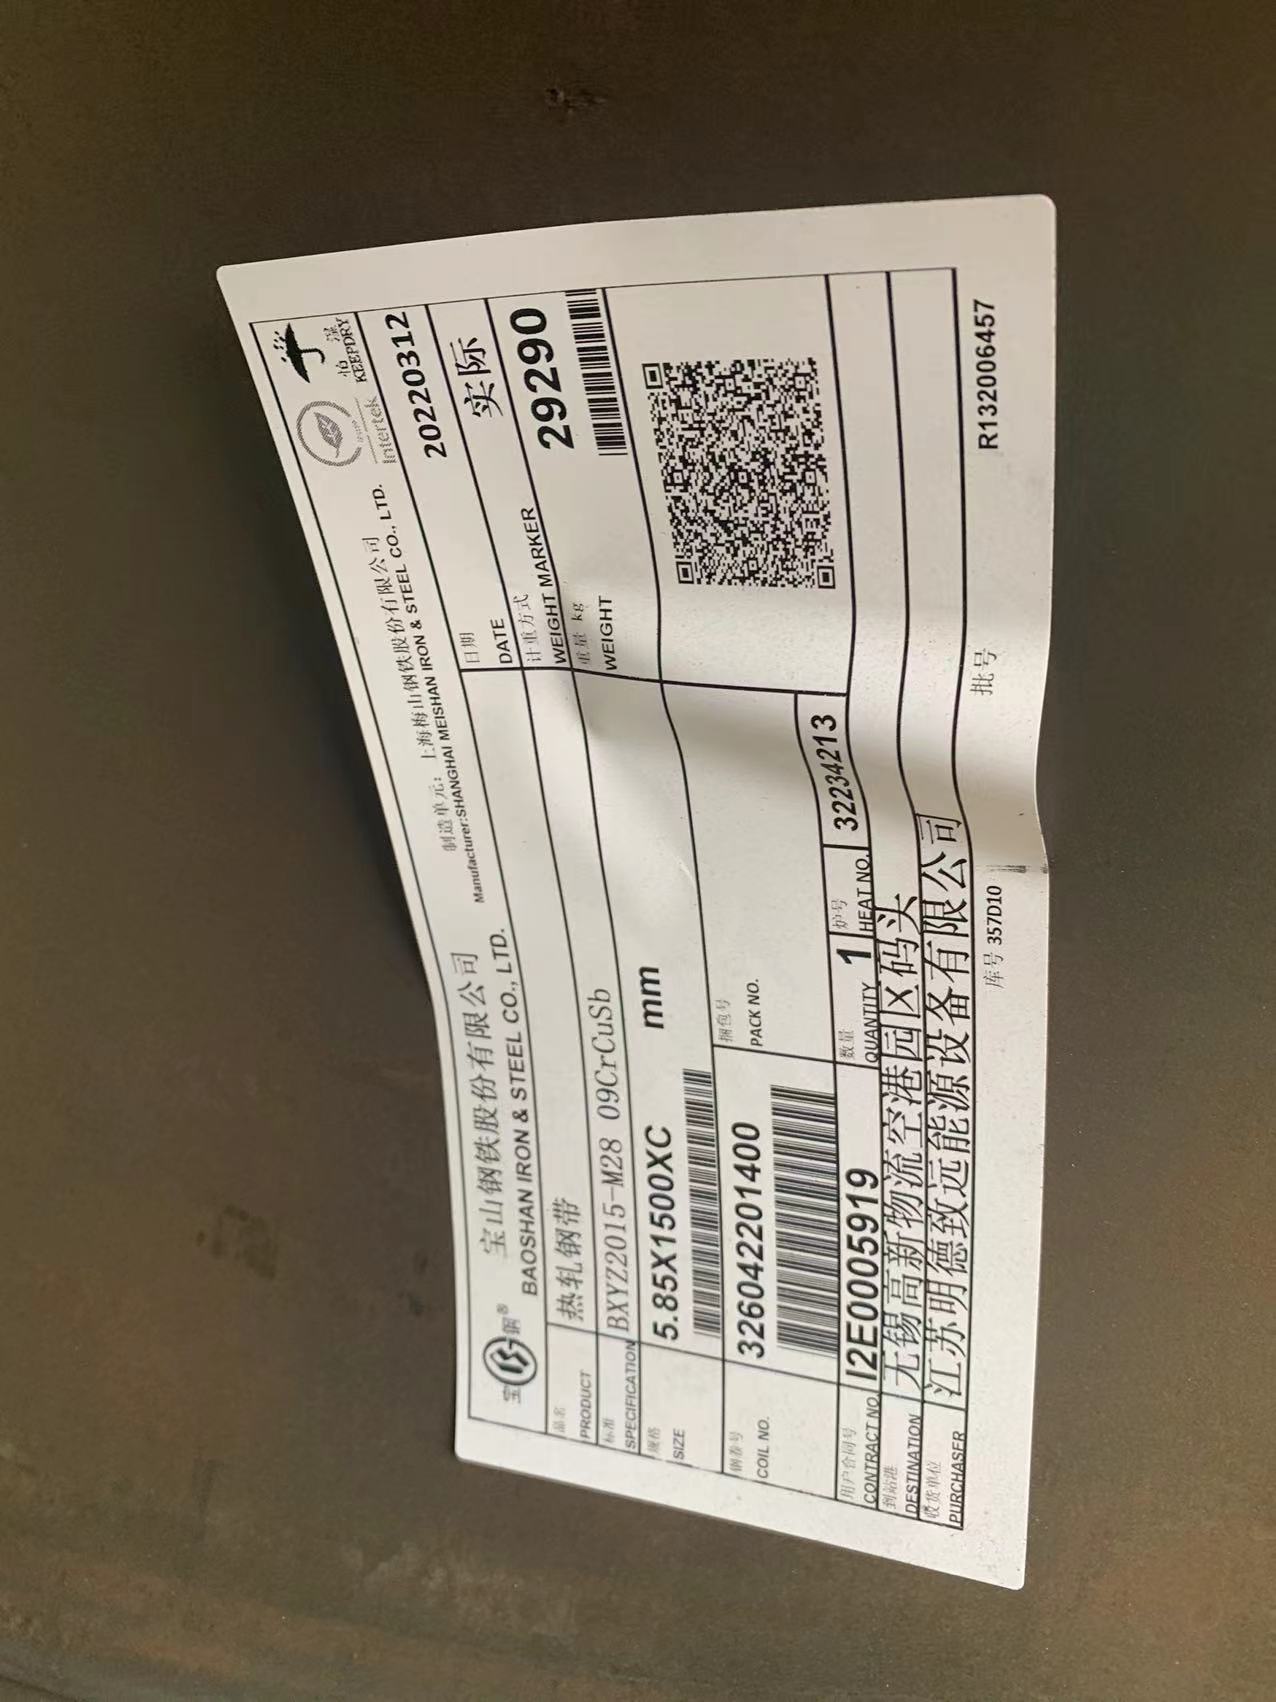 宝钢®
宝山钢铁股份有限公司
BAOSHAN IRON & STEEL CO., LTD.
制造单元：上海梅山钢铁股份有限公司
Manufacturer:SHANGHAI MEISHAN IRON & STEEL CO., LTD.
Intertek
怕湿
KEEPDRY
品名
PRODUCT
热轧钢带
日期
DATE
20220312
标准
SPECIFICATION
BXYZ2015-M28 09CrCuSb
计重方式
WEIGHT MARKER
实际
规格
SIZE
5.85X1500XC mm
重量 kg
WEIGHT
29290
钢卷号
COIL NO.
326042201400
捆包号
PACK NO.
用户合同号
CONTRACT NO.
I2E0005919
数量
QUANTITY
1
炉号
HEAT NO.
32234213
到站港
DESTINATION
无锡高新物流空港园区码头
收货单位
PURCHASER
江苏明德致远能源设备有限公司
库号 357D10
批号
R132006457